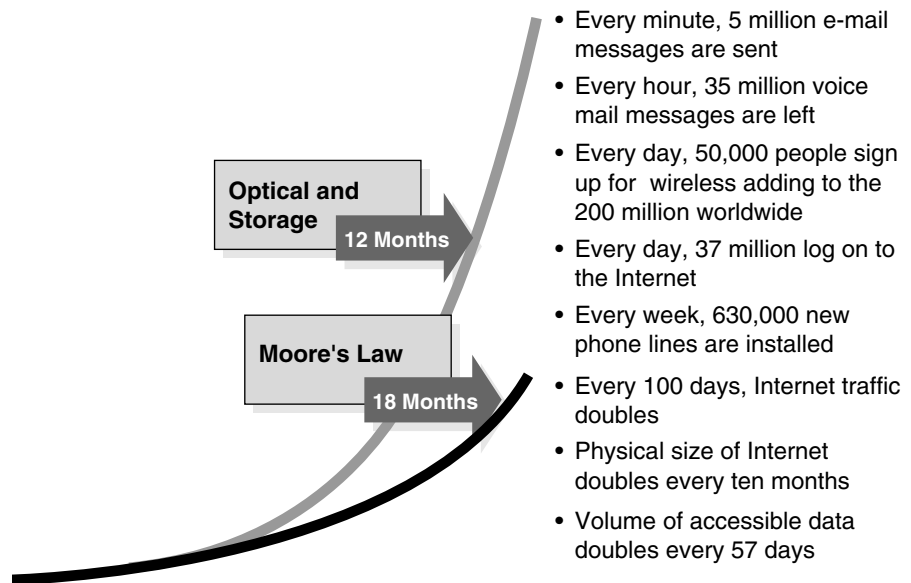 • Every minute, 5 million e-mail
messages are sent
• Every hour, 35 million voice
mail messages are left
• Every day, 50,000 people sign
up for wireless adding to the
200 million worldwide
• Every day, 37 million log on to
the Internet
• Every week, 630,000 new
phone lines are installed
• Every 100 days, Internet traffic
doubles
• Physical size of Internet
doubles every ten months
• Volume of accessible data
doubles every 57 days
Optical and
Storage
12 Months
Moore's Law
18 Months